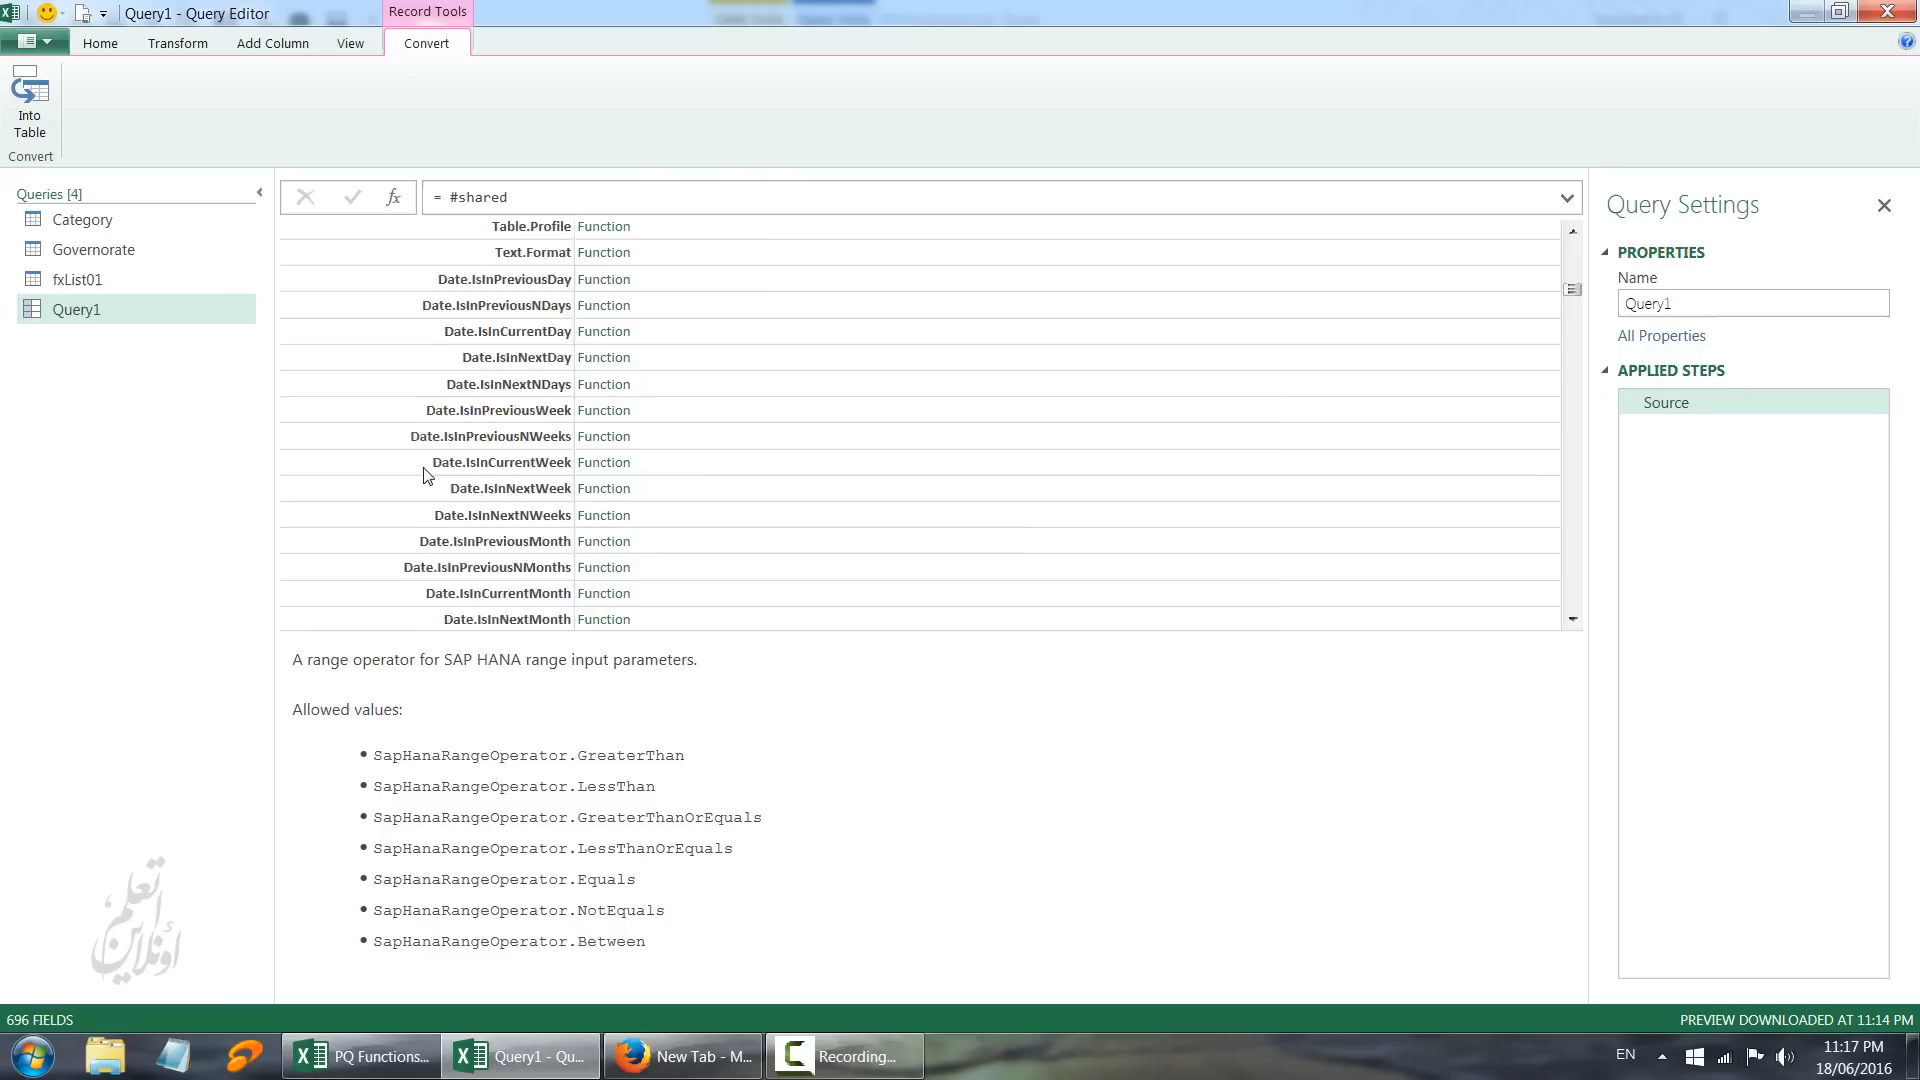 Query1 - Query Editor
Record Tools
Home
Transform
Add Column
View
Convert
Into
Table
Convert
Queries [4]
Category
Governorate
fxList01
Query1
fx
= #shared
Table.Profile Function
Text.Format Function
Date.IsInPreviousDay Function
Date.IsInPreviousNDays Function
Date.IsInCurrentDay Function
Date.IsInNextDay Function
Date.IsInNextNDays Function
Date.IsInPreviousWeek Function
Date.IsInPreviousNWeeks Function
Date.IsInCurrentWeek Function
Date.IsInNextWeek Function
Date.IsInNextNWeeks Function
Date.IsInPreviousMonth Function
Date.IsInPreviousNMonths Function
Date.IsInCurrentMonth Function
Date.IsInNextMonth Function
A range operator for SAP HANA range input parameters.
Allowed values:
• SapHanaRangeOperator.GreaterThan
• SapHanaRangeOperator.LessThan
• SapHanaRangeOperator.GreaterThanOrEquals
• SapHanaRangeOperator.LessThanOrEquals
• SapHanaRangeOperator.Equals
• SapHanaRangeOperator.NotEquals
• SapHanaRangeOperator.Between
Query Settings
PROPERTIES
Name
Query1
All Properties
APPLIED STEPS
Source
أتعلم
أونلاين
696 FIELDS
PREVIEW DOWNLOADED AT 11:14 PM
PQ Functions...
Query1 - Qu...
New Tab - M...
Recording...
EN
11:17 PM
18/06/2016